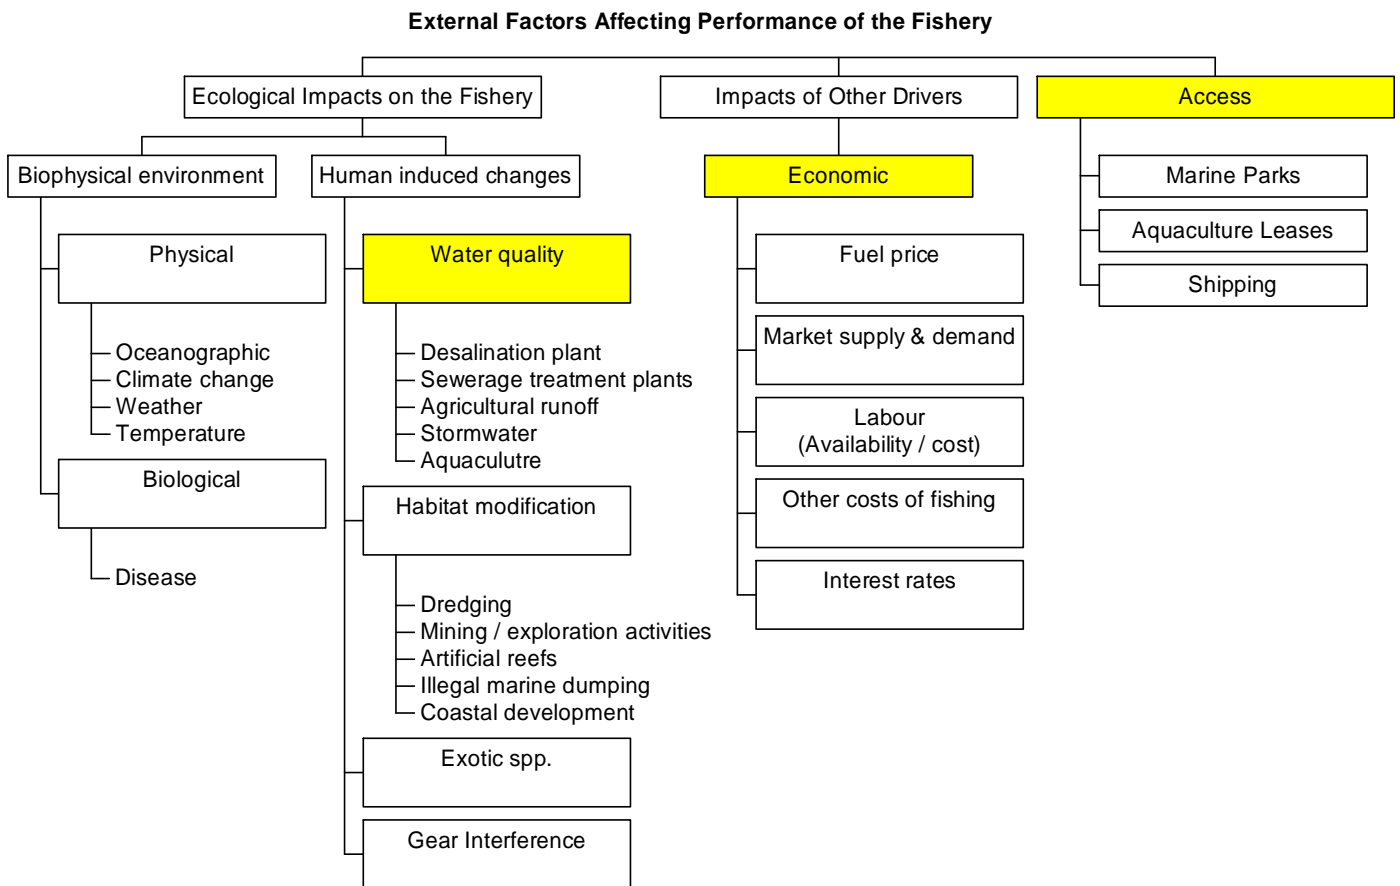 External Factors Affecting Performance of the Fishery
Ecological Impacts on the Fishery
Impacts of Other Drivers
Access
Biophysical environment
Human induced changes
Economic
Marine Parks
Aquaculture Leases
Shipping
Physical
Oceanographic
Climate change
Weather
Temperature
Biological
Disease
Water quality
Desalination plant
Sewerage treatment plants
Agricultural runoff
Stormwater
Aquaculutre
Habitat modification
Dredging
Mining / exploration activities
Artificial reefs
Illegal marine dumping
Coastal development
Exotic spp.
Gear Interference
Fuel price
Market supply & demand
Labour
(Availability / cost)
Other costs of fishing
Interest rates